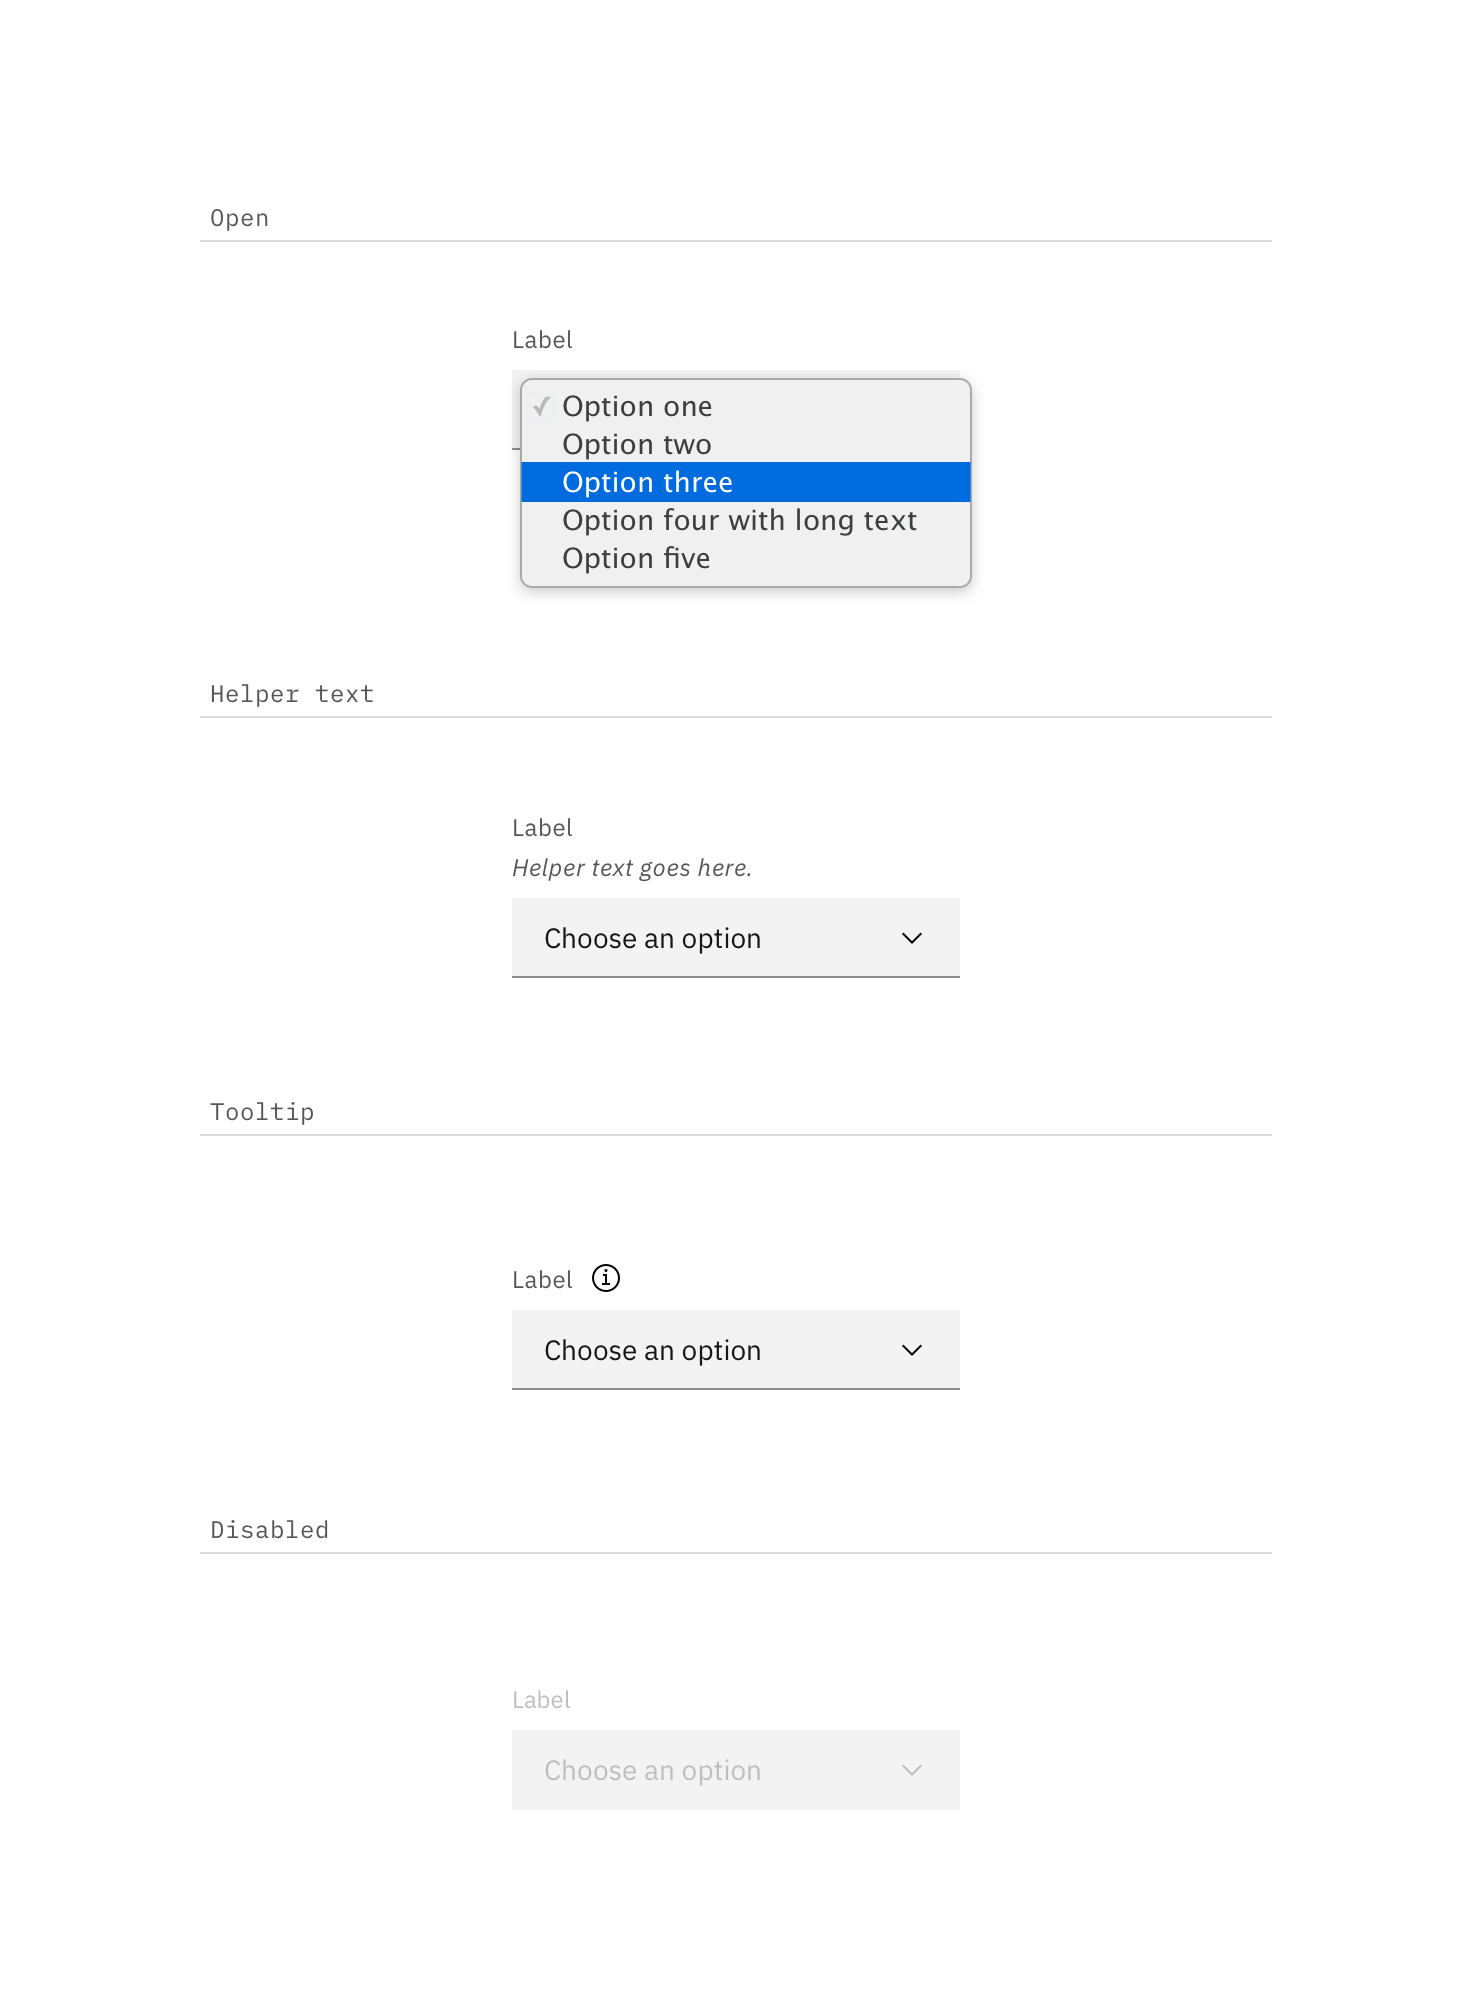 Open
Label
✓ Option one
Option two
Option three
Option four with long text
Option five
Helper text
Label
Helper text goes here.
Choose an option
Tooltip
Label
Choose an option
Disabled
Label
Choose an option